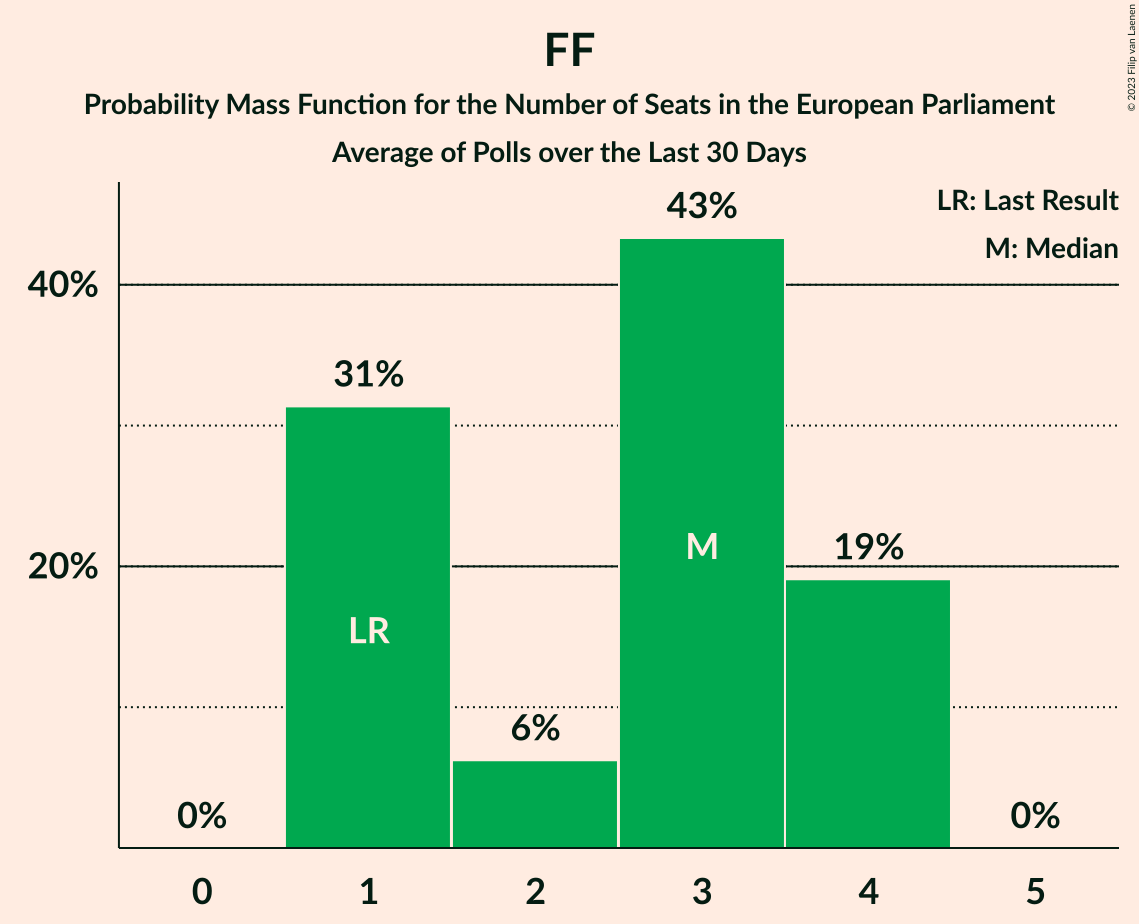 FF
Probability Mass Function for the Number of Seats in the European Parliament
Average of Polls over the Last 30 Days
© 2023 Filip van Laenen
LR: Last Result
M: Median
43%
40%
31%
M
19%
20%
LR
6%
0%
0%
0 1 2 3 4 5